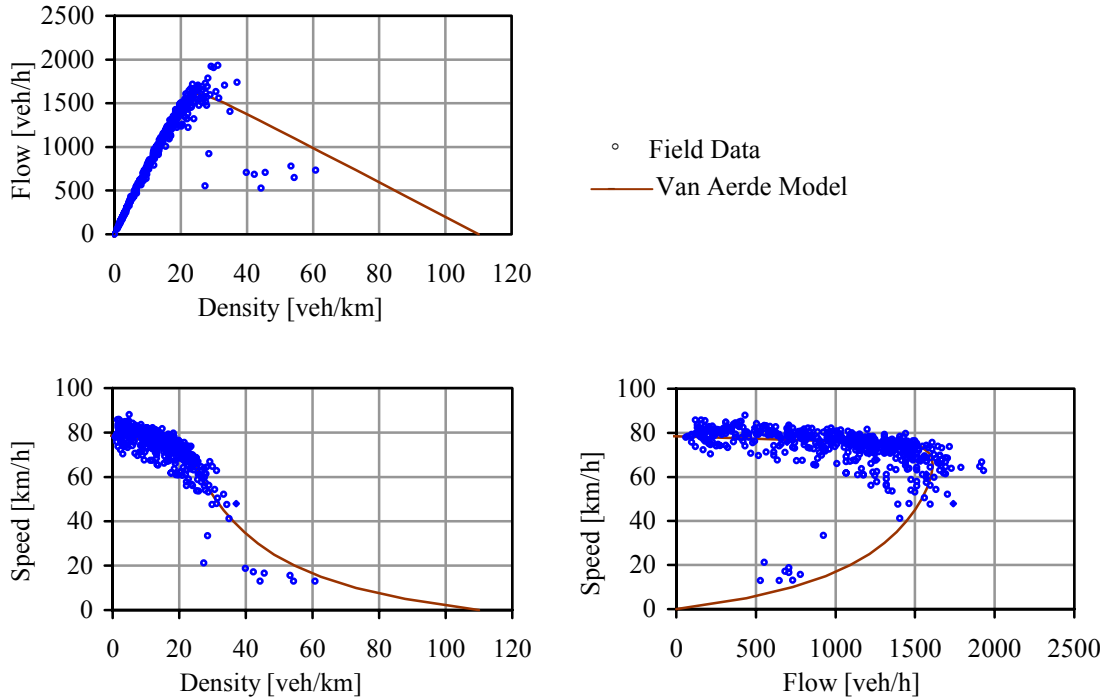 2500
2000
1500
1000
500
0
Flow [veh/h]
0 20 40 60 80 100 120
Density [veh/km]
Field Data
Van Aerde Model
100
80
60
40
20
0
Speed [km/h]
0 20 40 60 80 100 120
Density [veh/km]
100
80
60
40
20
0
Speed [km/h]
0 500 1000 1500 2000 2500
Flow [veh/h]